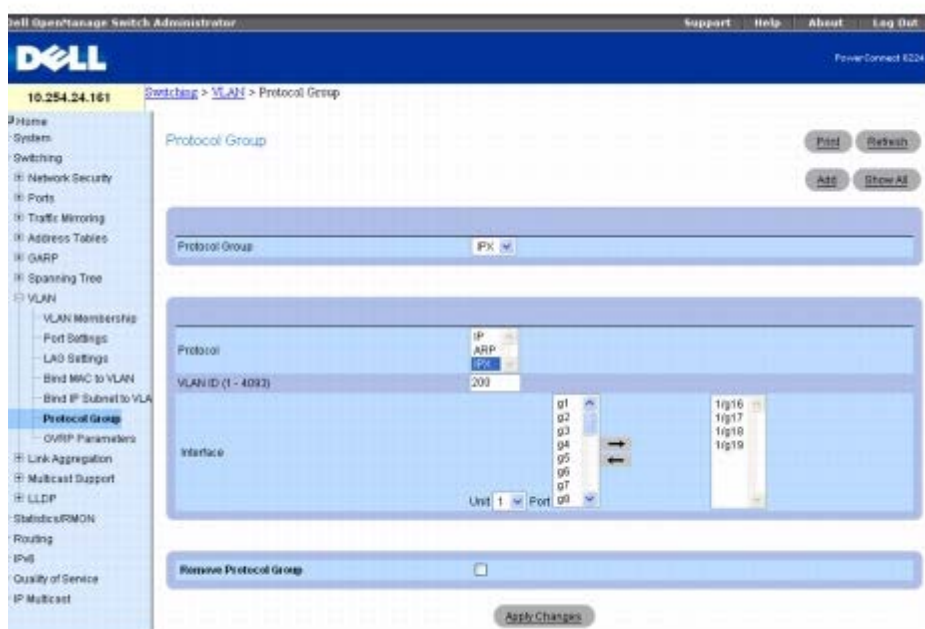 Dell OpenManage Switch Administrator
Support Help About Log Out
DELL
PowerConnect 6224
10.254.24.161
Switching > VLAN > Protocol Group
Home
System
Switching
Network Security
Ports
Traffic Mirroring
Address Tables
GARP
Spanning Tree
VLAN
VLAN Membership
Port Settings
LAG Settings
Bind MAC to VLAN
Bind IP Subnet to VLA
Protocol Group
GVRP Parameters
Link Aggregation
Multicast Support
LLDP
Statistics/RMON
Routing
IPv6
Quality of Service
IP Multicast
Protocol Group
Print Refresh
Add Show All
Protocol Group IPX
Protocol
IP
ARP
IPX
VLAN ID (1 - 4093) 200
Interface
Unit 1 Port
g1
g2
g3
g4
g5
g6
g7
g8
1/g16
1/g17
1/g18
1/g19
Remove Protocol Group
Apply Changes